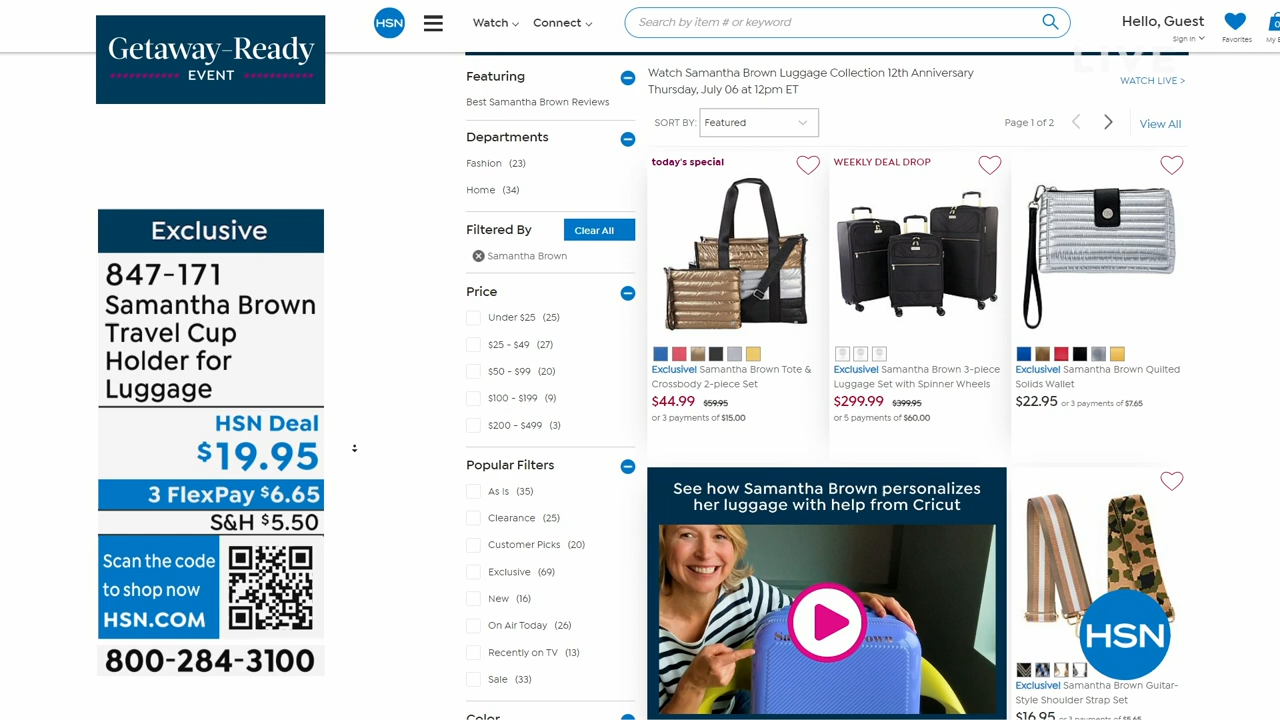 Getaway-Ready
EVENT
Exclusive
847-171
Samantha Brown
Travel Cup
Holder for
Luggage
HSN Deal
$19.95
3 FlexPay $6.65
S&H $5.50
Scan the code
to shop now
HSN.COM
800-284-3100
HSN
Watch
Connect
Search by item # or keyword
Hello, Guest
Sign In
Favorites
LIVE
Featuring
Best Samantha Brown Reviews
Departments
Fashion (23)
Home (34)
Filtered By
Clear All
Samantha Brown
Price
Under $25 (25)
$25 - $49 (27)
$50 - $99 (20)
$100 - $199 (9)
$200 - $499 (3)
Popular Filters
As Is (35)
Clearance (25)
Customer Picks (20)
Exclusive (69)
New (16)
On Air Today (26)
Recently on TV (13)
Sale (33)
Color
Watch Samantha Brown Luggage Collection 12th Anniversary
Thursday, July 06 at 12pm ET
WATCH LIVE >
SORT BY: Featured
Page 1 of 2
View All
today's special
Exclusive! Samantha Brown Tote &
Crossbody 2-piece Set
$44.99 $59.95
or 3 payments of $15.00
WEEKLY DEAL DROP
Exclusive! Samantha Brown 3-piece
Luggage Set with Spinner Wheels
$299.99 $399.95
or 5 payments of $60.00
Exclusive! Samantha Brown Quilted
Solids Wallet
$22.95 or 3 payments of $7.65
See how Samantha Brown personalizes
her luggage with help from Cricut
HSN
Exclusive! Samantha Brown Guitar-
Style Shoulder Strap Set
$16.95 or 3 payments of $5.65